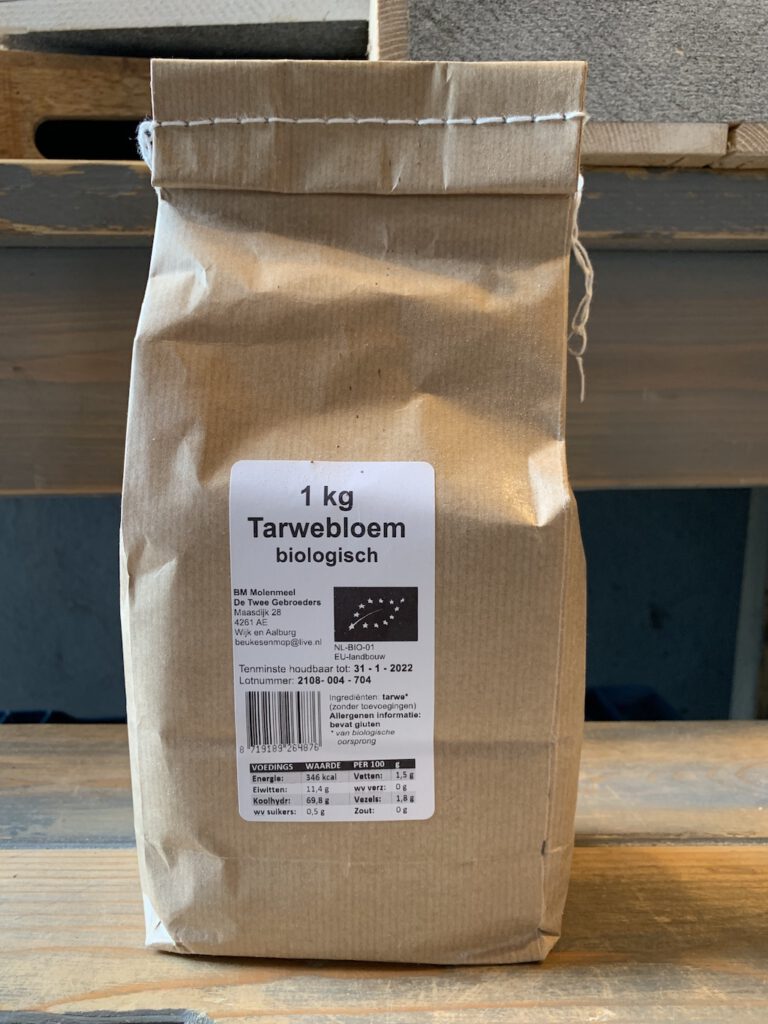 1 kg
Tarwebloem
biologisch
BM Molenmeel
De Twee Gebroeders
Maasdijk 28
4261 AE
Wijk en Aalburg
beukesenmop@live.nl
NL-BIO-01
EU-landbouw
Tenminste houdbaar tot: 31 - 1 - 2022
Lotnummer: 2108- 004 - 704
8 719189 264876
Ingrediënten: tarwe*
(zonder toevoegingen)
Allergenen informatie:
bevat gluten
* van biologische
oorsprong
VOEDINGS WAARDE PER 100 g
Energie: 346 kcal Vetten: 1,5 g
Eiwitten: 11,4 g wv verz: 0 g
Koolhydr: 69,8 g Vezels: 1,8 g
wv suikers: 0,5 g Zout: 0 g